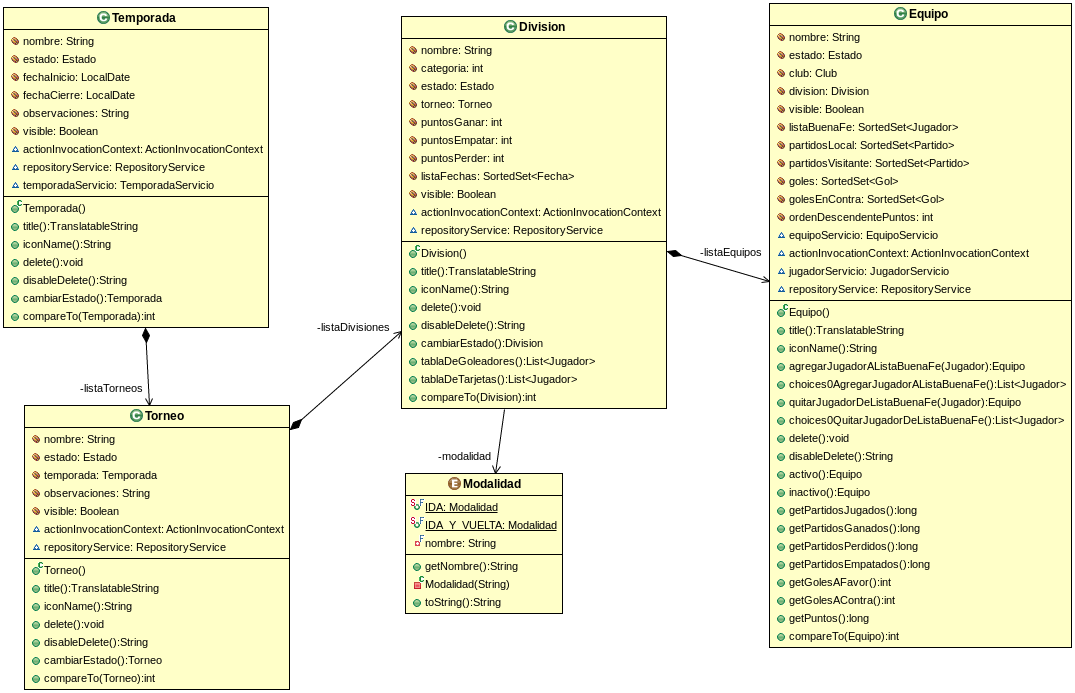 Temporada
nombre: String
estado: Estado
fechaInicio: LocalDate
fechaCierre: LocalDate
observaciones: String
visible: Boolean
actionInvocationContext: ActionInvocationContext
repositoryService: RepositoryService
temporadaServicio: TemporadaServicio
Temporada()
title():TranslatableString
iconName():String
delete():void
disableDelete():String
cambiarEstado():Temporada
compareTo(Temporada):int
-listaTorneos
Torneo
nombre: String
estado: Estado
temporada: Temporada
observaciones: String
visible: Boolean
actionInvocationContext: ActionInvocationContext
repositoryService: RepositoryService
Torneo()
title():TranslatableString
iconName():String
delete():void
disableDelete():String
cambiarEstado():Torneo
compareTo(Torneo):int
-listaDivisiones
Division
nombre: String
categoria: int
estado: Estado
torneo: Torneo
puntosGanar: int
puntosEmpatar: int
puntosPerder: int
listaFechas: SortedSet<Fecha>
visible: Boolean
actionInvocationContext: ActionInvocationContext
repositoryService: RepositoryService
Division()
title():TranslatableString
iconName():String
delete():void
disableDelete():String
cambiarEstado():Division
tablaDeGoleadores():List<Jugador>
tablaDeTarjetas():List<Jugador>
compareTo(Division):int
-modalidad
Modalidad
IDA: Modalidad
IDA_Y_VUELTA: Modalidad
nombre: String
getNombre():String
Modalidad(String)
toString():String
-listaEquipos
Equipo
nombre: String
estado: Estado
club: Club
division: Division
visible: Boolean
listaBuenaFe: SortedSet<Jugador>
partidosLocal: SortedSet<Partido>
partidosVisitante: SortedSet<Partido>
goles: SortedSet<Gol>
golesEnContra: SortedSet<Gol>
ordenDescendentePuntos: int
equipoServicio: EquipoServicio
actionInvocationContext: ActionInvocationContext
jugadorServicio: JugadorServicio
repositoryService: RepositoryService
Equipo()
title():TranslatableString
iconName():String
agregarJugadorAListaBuenaFe(Jugador):Equipo
choices0AgregarJugadorAListaBuenaFe():List<Jugador>
quitarJugadorDeListaBuenaFe(Jugador):Equipo
choices0QuitarJugadorDeListaBuenaFe():List<Jugador>
delete():void
disableDelete():String
activo():Equipo
inactivo():Equipo
getPartidosJugados():long
getPartidosGanados():long
getPartidosPerdidos():long
getPartidosEmpatados():long
getGolesAFavor():int
getGolesAContra():int
getPuntos():long
compareTo(Equipo):int